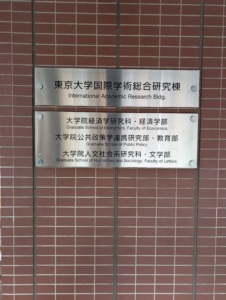 東京大学国際学術総合研究棟
International Academic Research Bldg.
大学院経済学研究科・経済学部
Graduate School of Economics, Faculty of Economics
大学院公共政策学連携研究部・教育部
Graduate School of Public Policy
大学院人文社会系研究科・文学部
Graduate School of Humanities and Sociology, Faculty of Letters